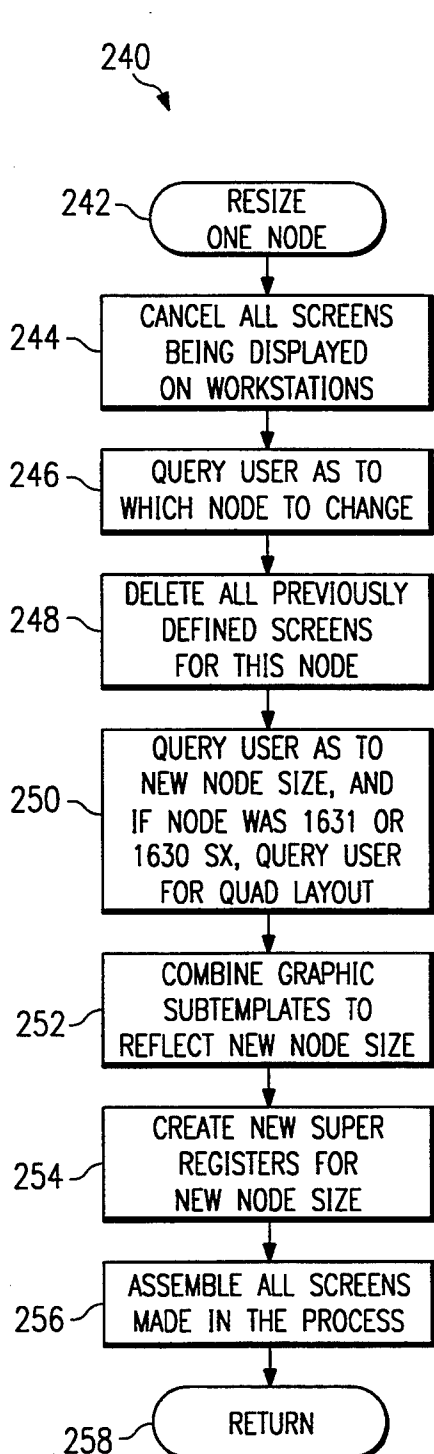 240
242
RESIZE
ONE NODE
244
CANCEL ALL SCREENS
BEING DISPLAYED
ON WORKSTATIONS
246
QUERY USER AS TO
WHICH NODE TO CHANGE
248
DELETE ALL PREVIOUSLY
DEFINED SCREENS
FOR THIS NODE
250
QUERY USER AS TO
NEW NODE SIZE, AND
IF NODE WAS 1631 OR
1630 SX, QUERY USER
FOR QUAD LAYOUT
252
COMBINE GRAPHIC
SUBTEMPLATES TO
REFLECT NEW NODE SIZE
254
CREATE NEW SUPER
REGISTERS FOR
NEW NODE SIZE
256
ASSEMBLE ALL SCREENS
MADE IN THE PROCESS
258
RETURN